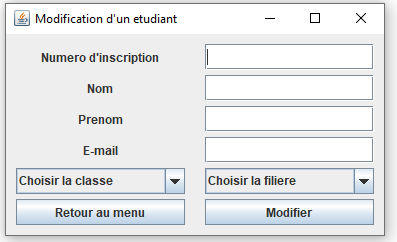 Modification d'un etudiant
Numero d'inscription
Nom
Prenom
E-mail
Choisir la classe Choisir la filiere
Retour au menu Modifier